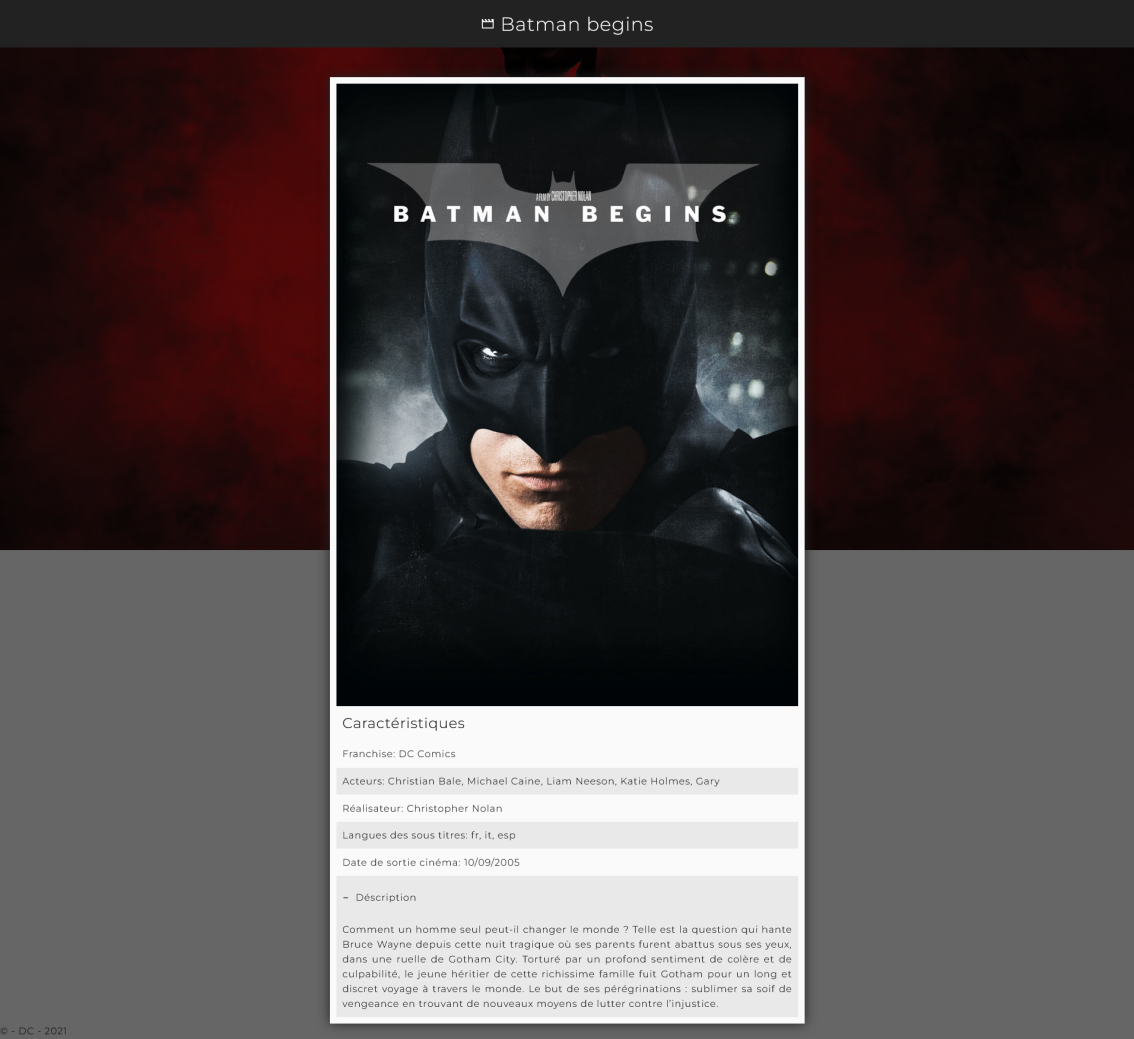 Batman begins
A FILM BY CHRISTOPHER NOLAN
BATMAN BEGINS
Caractéristiques
Franchise: DC Comics
Acteurs: Christian Bale, Michael Caine, Liam Neeson, Katie Holmes, Gary
Réalisateur: Christopher Nolan
Langues des sous titres: fr, it, esp
Date de sortie cinéma: 10/09/2005
− Déscription
Comment un homme seul peut-il changer le monde ? Telle est la question qui hante
Bruce Wayne depuis cette nuit tragique où ses parents furent abattus sous ses yeux,
dans une ruelle de Gotham City. Torturé par un profond sentiment de colère et de
culpabilité, le jeune héritier de cette richissime famille fuit Gotham pour un long et
discret voyage à travers le monde. Le but de ses pérégrinations : sublimer sa soif de
vengeance en trouvant de nouveaux moyens de lutter contre l'injustice.
© - DC - 2021